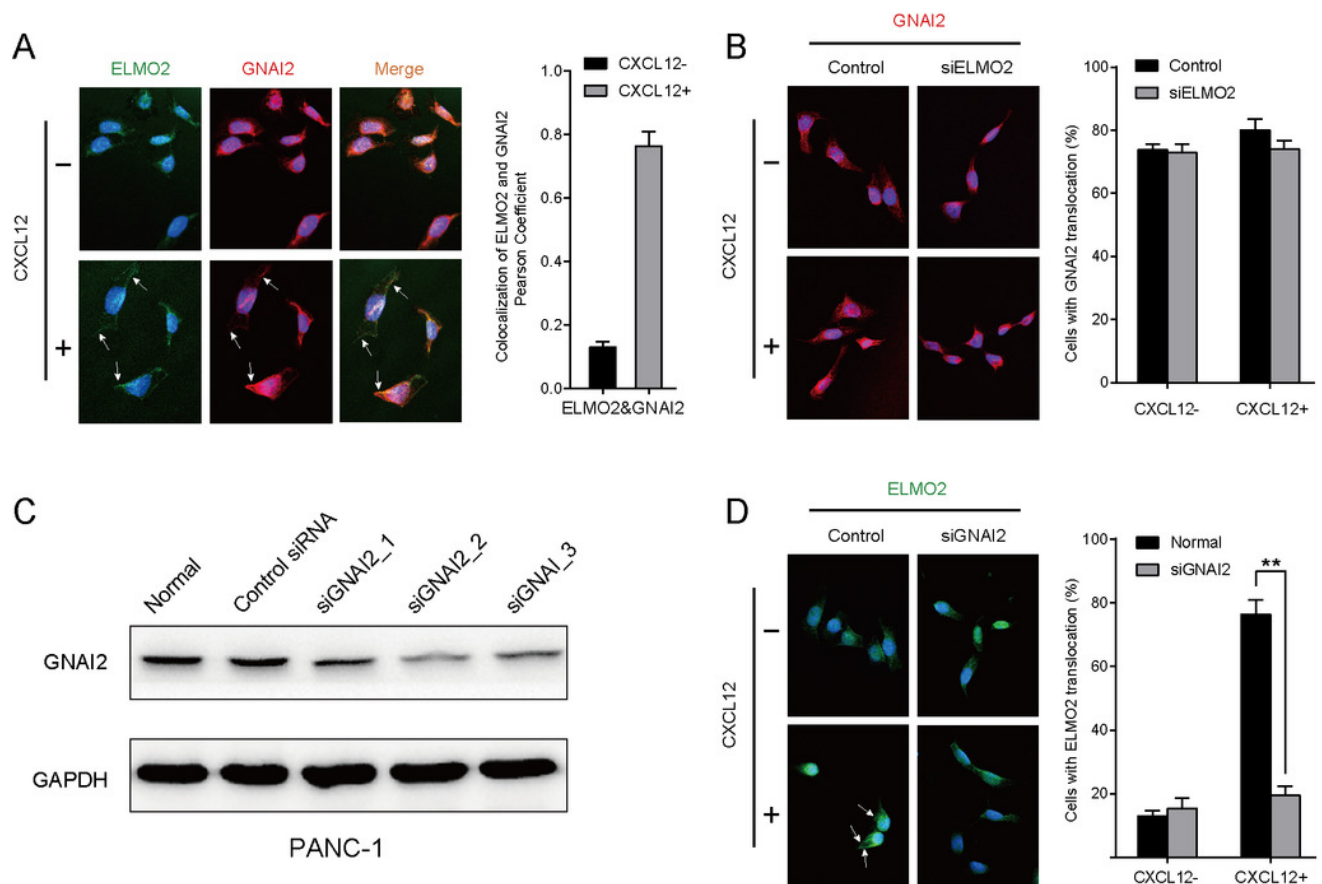 A
ELMO2 GNAI2 Merge
CXCL12
−
+
Colocalization of ELMO2 and GNAI2
Pearson Coefficient
1.0
0.8
0.6
0.4
0.2
0.0
CXCL12-
CXCL12+
ELMO2&GNAI2
B
GNAI2
Control siELMO2
CXCL12
−
+
Cells with GNAI2 translocation (%)
100
80
60
40
20
0
Control
siELMO2
CXCL12- CXCL12+
C
Normal Control siRNA siGNAI2_1 siGNAI2_2 siGNAI_3
GNAI2
GAPDH
PANC-1
D
ELMO2
Control siGNAI2
CXCL12
−
+
Cells with ELMO2 translocation (%)
100
80
60
40
20
Normal
siGNAI2
**
CXCL12- CXCL12+